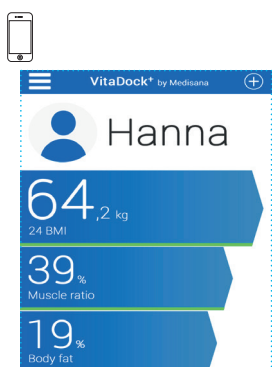 VitaDock⁺ by Medisana
Hanna
64,2 kg
24 BMI
39%
Muscle ratio
19%
Body fat